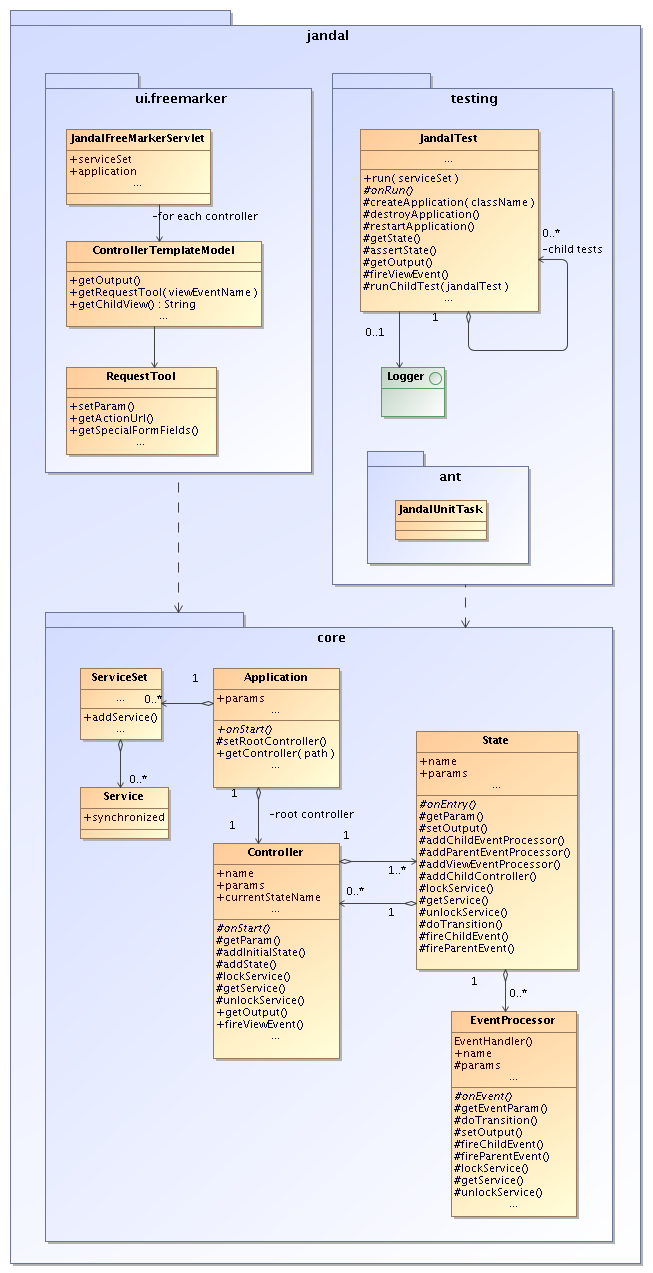 jandal
ui.freemarker
JandalFreeMarkerServlet
+serviceSet
+application
...
-for each controller
ControllerTemplateModel
+getOutput()
+getRequestTool( viewEventName )
+getChildView() : String
...
RequestTool
+setParam()
+getActionUrl()
+getSpecialFormFields()
...
testing
JandalTest
...
+run( serviceSet )
#onRun()
#createApplication( className )
#destroyApplication()
#restartApplication()
#getState()
#assertState()
#getOutput()
#fireViewEvent()
#runChildTest( jandalTest )
...
0..*
-child tests
1
0..1
Logger
ant
JandalUnitTask
core
ServiceSet
...
+addService()
...
1
0..*
0..*
Service
+synchronized
Application
+params
...
+onStart()
#setRootController()
+getController( path )
...
1
-root controller
1
Controller
+name
+params
+currentStateName
...
#onStart()
#getParam()
#addInitialState()
#addState()
#lockService()
#getService()
#unlockService()
+getOutput()
+fireViewEvent()
...
1
1..*
0..*
1
State
+name
+params
...
#onEntry()
#getParam()
#setOutput()
#addChildEventProcessor()
#addParentEventProcessor()
#addViewEventProcessor()
#addChildController()
#lockService()
#getService()
#unlockService()
#doTransition()
#fireChildEvent()
#fireParentEvent()
1
0..*
EventProcessor
EventHandler()
+name
#params
...
#onEvent()
#getEventParam()
#doTransition()
#setOutput()
#fireChildEvent()
#fireParentEvent()
#lockService()
#getService()
#unlockService()
...